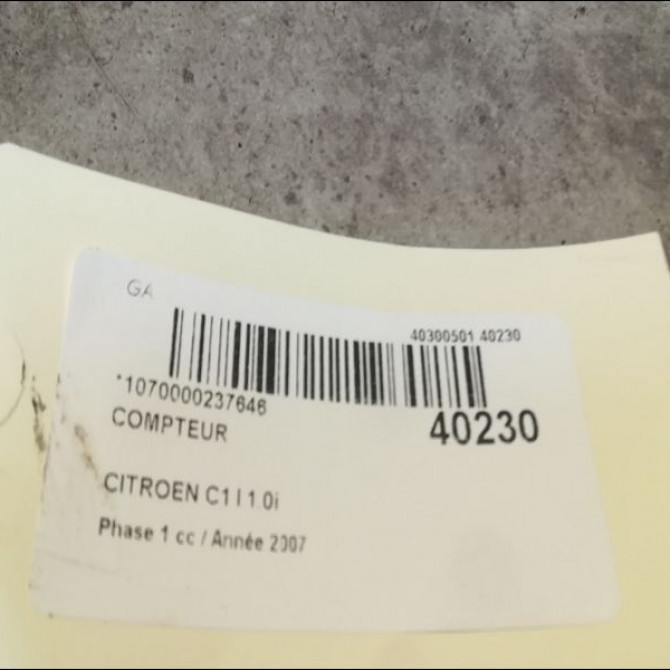 GA
40300501 40230
*1070000237646
COMPTEUR
40230
CITROEN C1 I 1.0i
Phase 1 cc / Année 2007